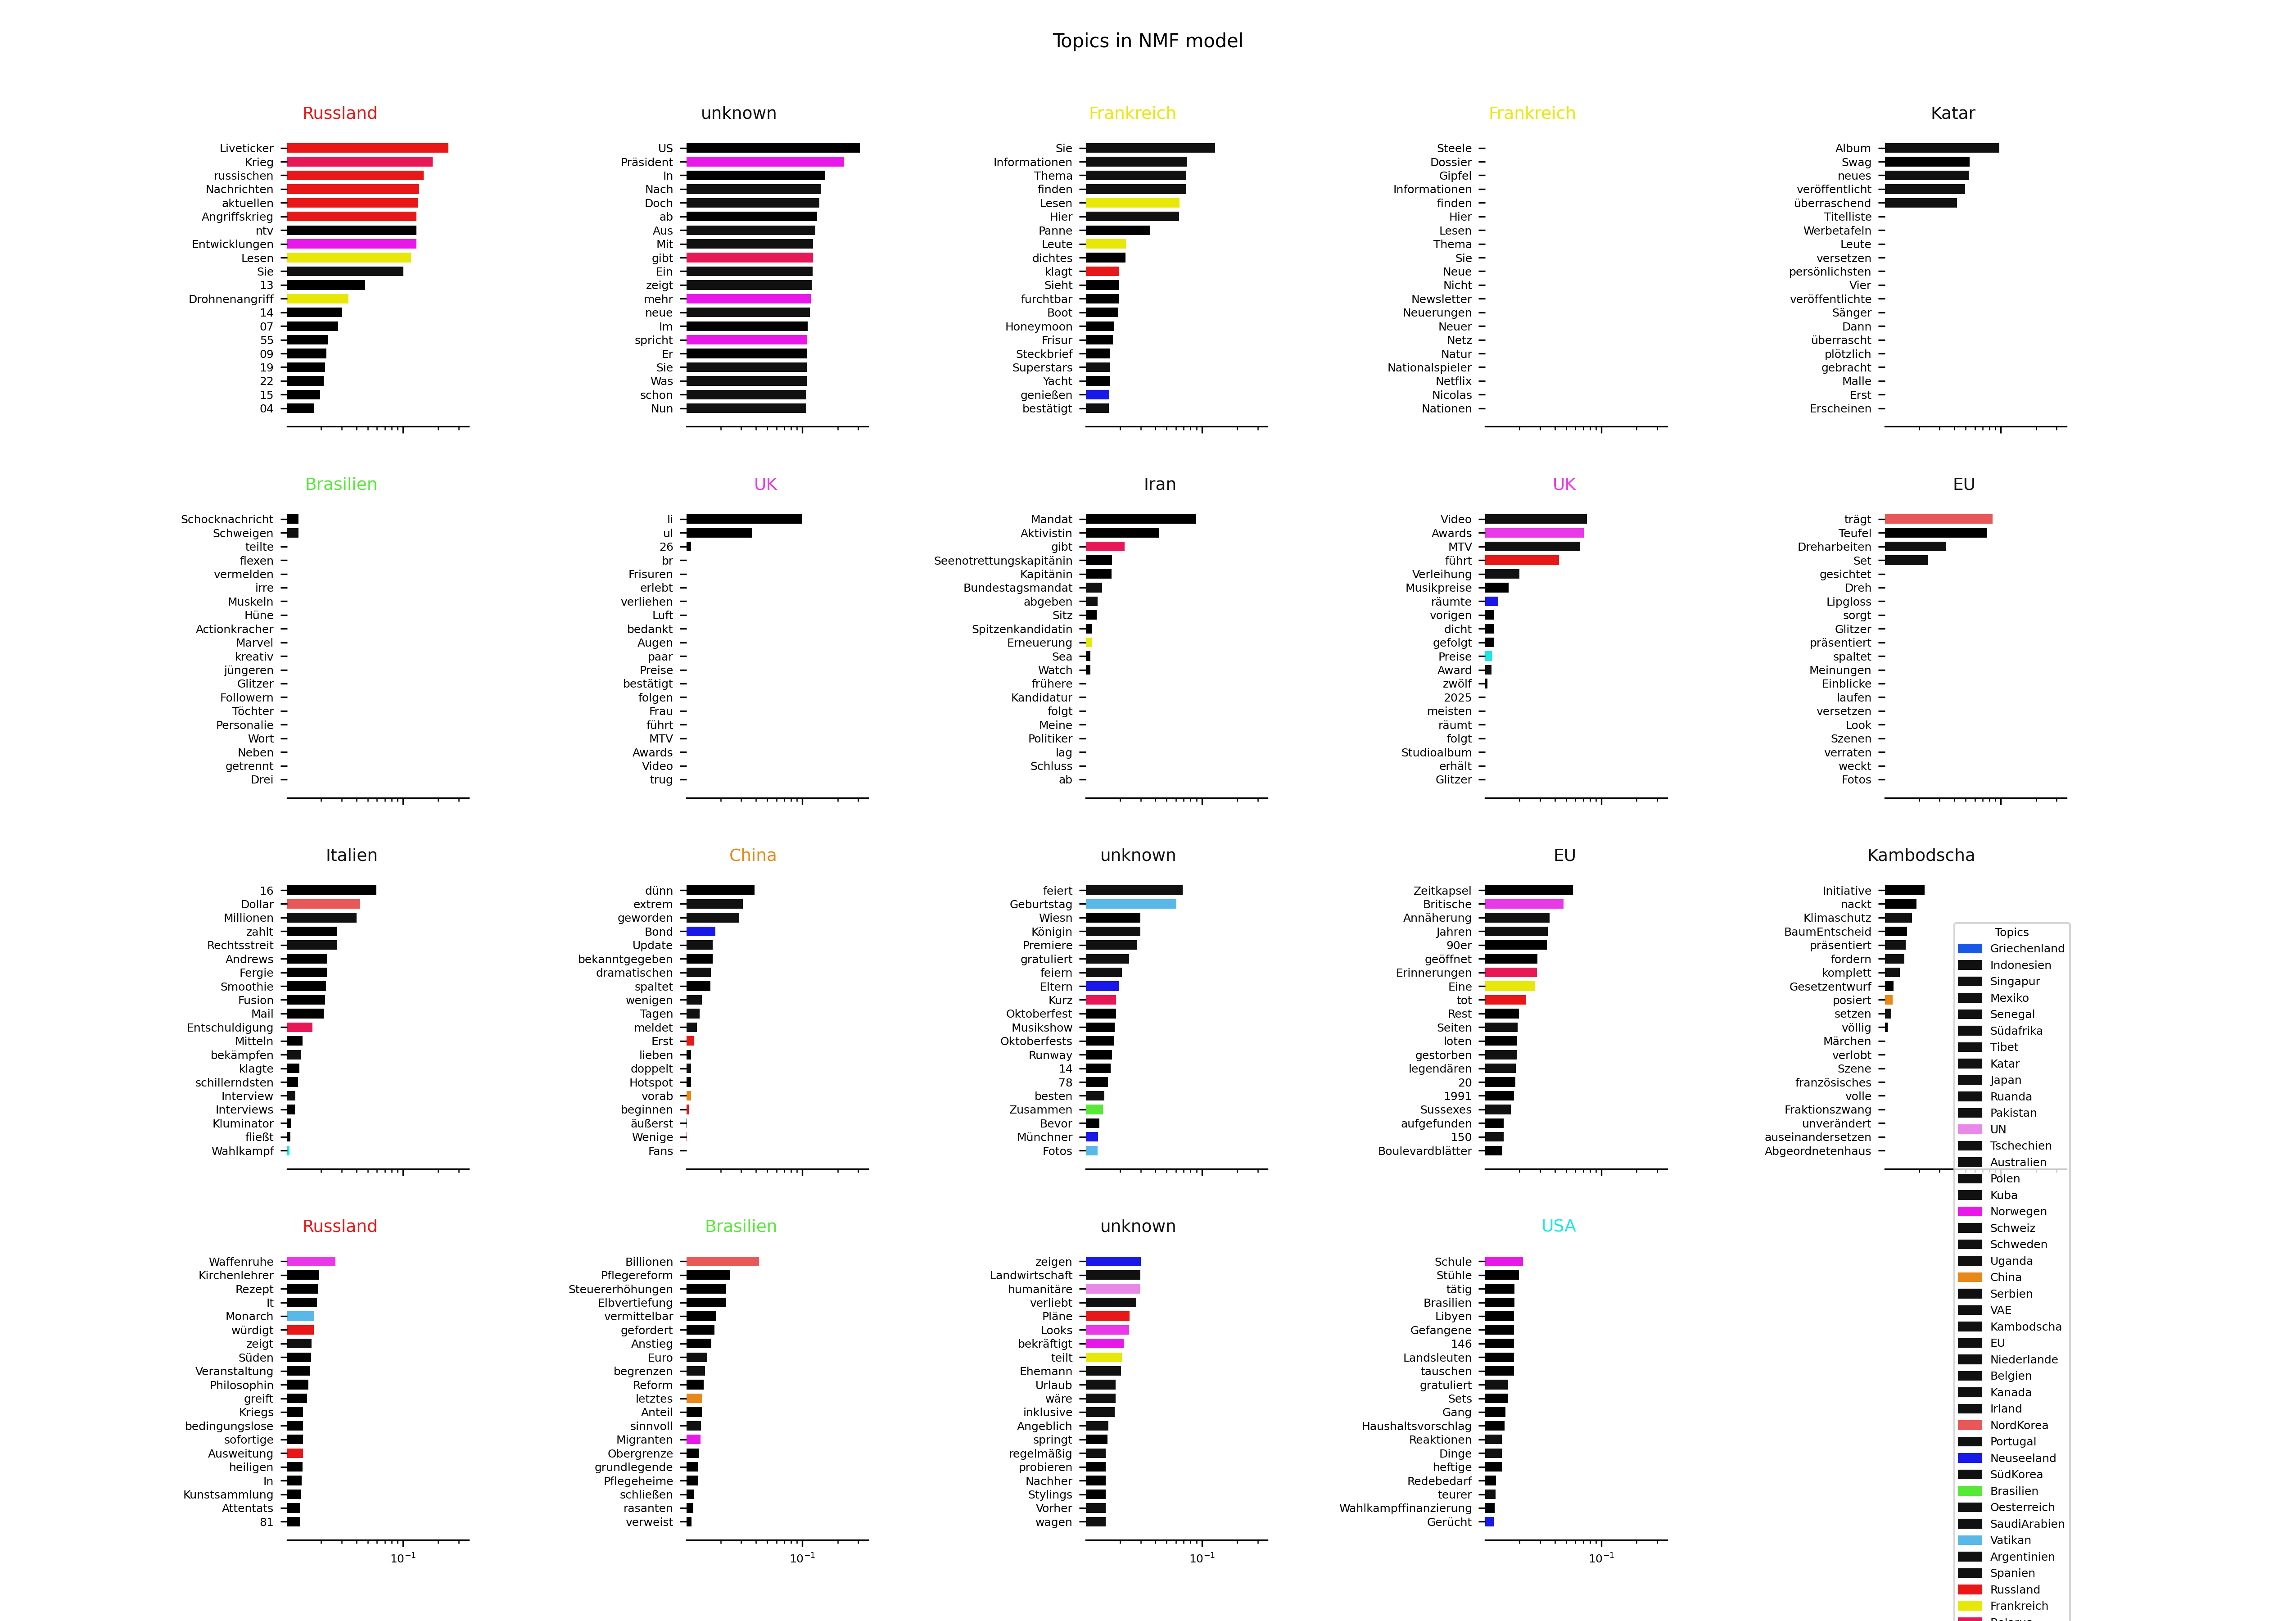 Topics in NMF model
Russland
Liveticker
Krieg
russischen
Nachrichten
aktuellen
Angriffskrieg
ntv
Entwicklungen
Lesen
Sie
13
Drohnenangriff
14
07
55
09
19
22
15
04
unknown
US
Präsident
In
Nach
Doch
ab
Aus
Mit
gibt
Ein
zeigt
mehr
neue
Im
spricht
Er
Sie
Was
schon
Nun
Frankreich
Sie
Informationen
Thema
finden
Lesen
Hier
Panne
Leute
dichtes
klagt
Sieht
furchtbar
Boot
Honeymoon
Frisur
Steckbrief
Superstars
Yacht
genießen
bestätigt
Frankreich
Steele
Dossier
Gipfel
Informationen
finden
Hier
Lesen
Thema
Sie
Neue
Nicht
Newsletter
Neuerungen
Neuer
Netz
Natur
Nationalspieler
Netflix
Nicolas
Nationen
Katar
Album
Swag
neues
veröffentlicht
überraschend
Titelliste
Werbetafeln
Leute
versetzen
persönlichsten
Vier
veröffentlichte
Sänger
Dann
überrascht
plötzlich
gebracht
Malle
Erst
Erscheinen
Brasilien
Schocknachricht
Schweigen
teilte
flexen
vermelden
irre
Muskeln
Hüne
Actionkracher
Marvel
kreativ
jüngeren
Glitzer
Followern
Töchter
Personalie
Wort
Neben
getrennt
Drei
UK
li
ul
26
br
Frisuren
erlebt
verliehen
Luft
bedankt
Augen
paar
Preise
bestätigt
folgen
Frau
führt
MTV
Awards
Video
trug
Iran
Mandat
Aktivistin
gibt
Seenotrettungskapitänin
Kapitänin
Bundestagsmandat
abgeben
Sitz
Spitzenkandidatin
Erneuerung
Sea
Watch
frühere
Kandidatur
folgt
Meine
Politiker
lag
Schluss
ab
UK
Video
Awards
MTV
führt
Verleihung
Musikpreise
räumte
vorigen
dicht
gefolgt
Preise
Award
zwölf
2025
meisten
räumt
folgt
Studioalbum
erhält
Glitzer
EU
trägt
Teufel
Dreharbeiten
Set
gesichtet
Dreh
Lipgloss
sorgt
Glitzer
präsentiert
spaltet
Meinungen
Einblicke
laufen
versetzen
Look
Szenen
verraten
weckt
Fotos
Italien
16
Dollar
Millionen
zahlt
Rechtsstreit
Andrews
Fergie
Smoothie
Fusion
Mail
Entschuldigung
Mitteln
bekämpfen
klagte
schillerndsten
Interview
Interviews
Kluminator
fließt
Wahlkampf
China
dünn
extrem
geworden
Bond
Update
bekanntgegeben
dramatischen
spaltet
wenigen
Tagen
meldet
Erst
lieben
doppelt
Hotspot
vorab
beginnen
äußerst
Wenige
Fans
unknown
feiert
Geburtstag
Wiesn
Königin
Premiere
gratuliert
feiern
Eltern
Kurz
Oktoberfest
Musikshow
Oktoberfests
Runway
14
78
besten
Zusammen
Bevor
Münchner
Fotos
EU
Zeitkapsel
Britische
Annäherung
Jahren
90er
geöffnet
Erinnerungen
Eine
tot
Rest
Seiten
loten
gestorben
legendären
20
1991
Sussexes
aufgefunden
150
Boulevardblätter
Kambodscha
Initiative
nackt
Klimaschutz
BaumEntscheid
präsentiert
fordern
komplett
Gesetzentwurf
posiert
setzen
völlig
Märchen
verlobt
Szene
französisches
volle
Fraktionszwang
unverändert
auseinandersetzen
Abgeordnetenhaus
Russland
Waffenruhe
Kirchenlehrer
Rezept
It
Monarch
würdigt
zeigt
Süden
Veranstaltung
Philosophin
greift
Kriegs
bedingungslose
sofortige
Ausweitung
heiligen
In
Kunstsammlung
Attentats
81
10⁻¹
Brasilien
Billionen
Pflegereform
Steuererhöhungen
Elbvertiefung
vermittelbar
gefordert
Anstieg
Euro
begrenzen
Reform
letztes
Anteil
sinnvoll
Migranten
Obergrenze
grundlegende
Pflegeheime
schließen
rasanten
verweist
10⁻¹
unknown
zeigen
Landwirtschaft
humanitäre
verliebt
Pläne
Looks
bekräftigt
teilt
Ehemann
Urlaub
wäre
inklusive
Angeblich
springt
regelmäßig
probieren
Nachher
Stylings
Vorher
wagen
10⁻¹
USA
Schule
Stühle
tätig
Brasilien
Libyen
Gefangene
146
Landsleuten
tauschen
gratuliert
Sets
Gang
Haushaltsvorschlag
Reaktionen
Dinge
heftige
Redebedarf
teurer
Wahlkampffinanzierung
Gerücht
10⁻¹
Topics
Griechenland
Indonesien
Singapur
Mexiko
Senegal
Südafrika
Tibet
Katar
Japan
Ruanda
Pakistan
UN
Tschechien
Australien
Polen
Kuba
Norwegen
Schweiz
Schweden
Uganda
China
Serbien
VAE
Kambodscha
EU
Niederlande
Belgien
Kanada
Irland
NordKorea
Portugal
Neuseeland
SüdKorea
Brasilien
Oesterreich
SaudiArabien
Vatikan
Argentinien
Spanien
Russland
Frankreich